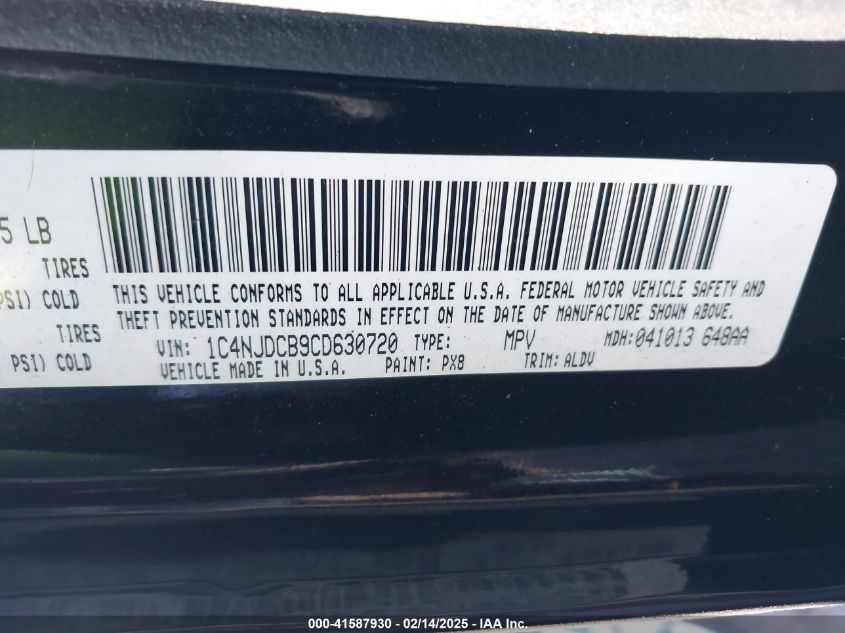 5 LB
TIRES
PSI) COLD
TIRES
PSI) COLD
THIS VEHICLE CONFORMS TO ALL APPLICABLE U.S.A. FEDERAL MOTOR VEHICLE SAFETY AND
THEFT PREVENTION STANDARDS IN EFFECT ON THE DATE OF MANUFACTURE SHOWN ABOVE.
VIN: 1C4NJDCB9CD630720 TYPE: MPV MDH:041013 648AA
VEHICLE MADE IN U.S.A. PAINT: PX8 TRIM: ALDV
000-41587930 - 02/14/2025 - IAA Inc.